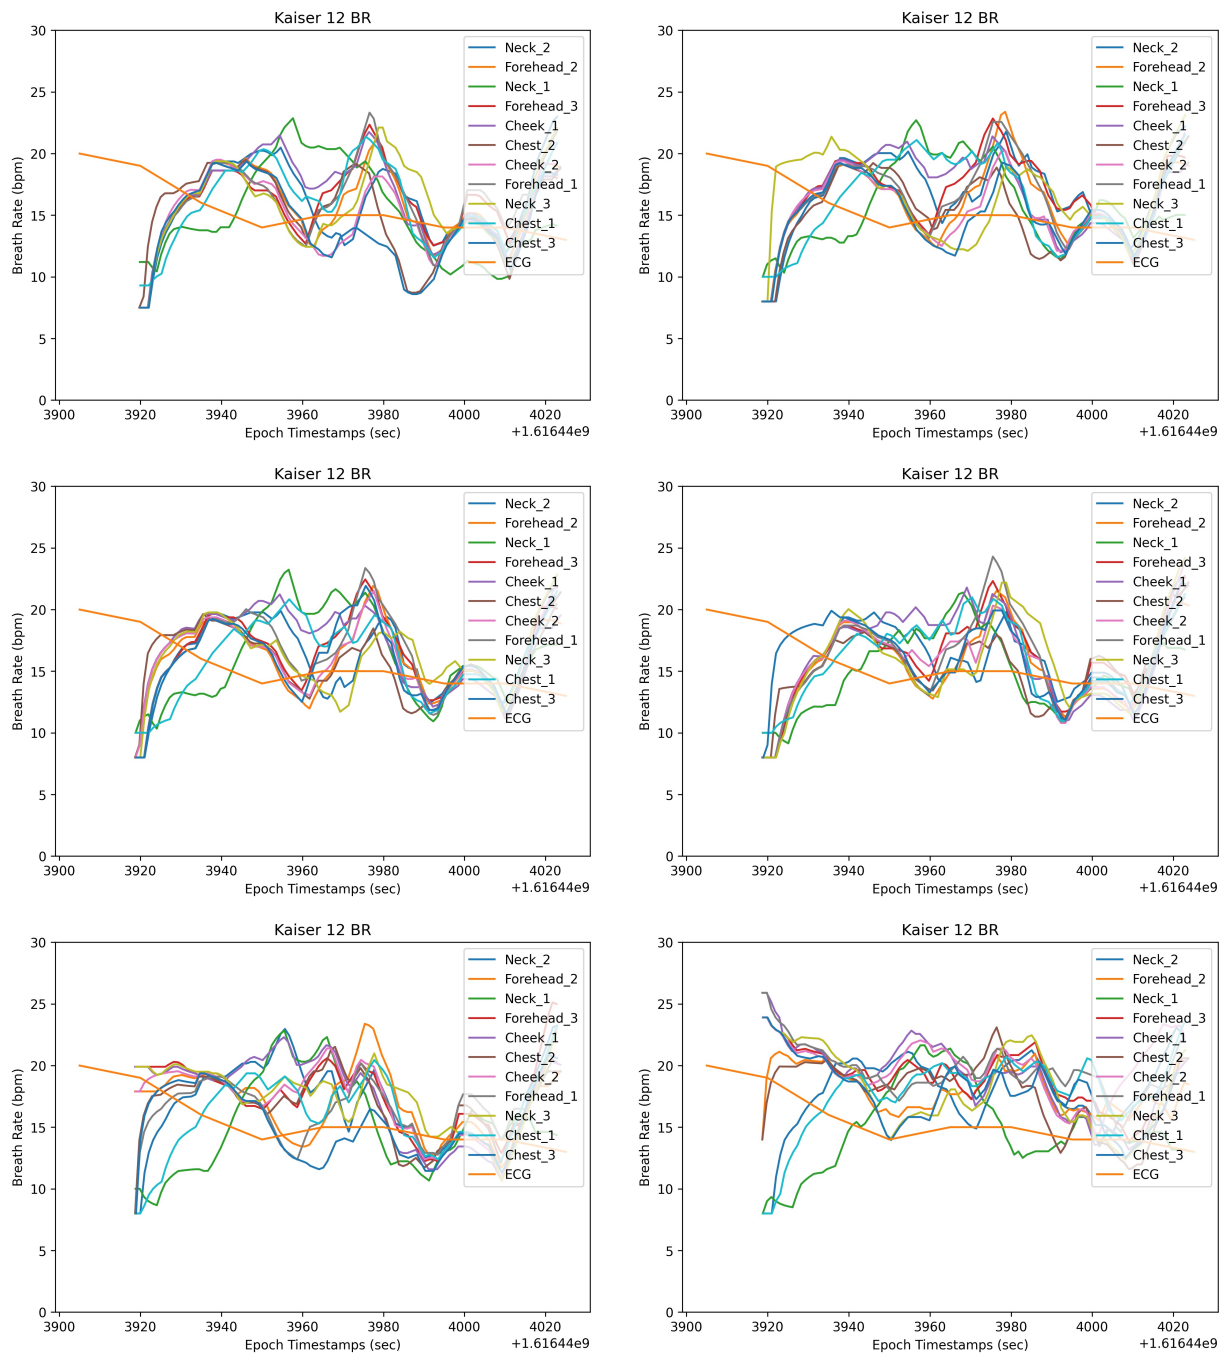 Kaiser 12 BR
30
25
20
15
10
5
0
Breath Rate (bpm)
Neck_2
Forehead_2
Neck_1
Forehead_3
Cheek_1
Chest_2
Cheek_2
Forehead_1
Neck_3
Chest_1
Chest_3
ECG
3900 3920 3940 3960 3980 4000 4020
Epoch Timestamps (sec)
+1.61644e9
Kaiser 12 BR
30
25
20
15
10
5
0
Breath Rate (bpm)
Neck_2
Forehead_2
Neck_1
Forehead_3
Cheek_1
Chest_2
Cheek_2
Forehead_1
Neck_3
Chest_1
Chest_3
ECG
3900 3920 3940 3960 3980 4000 4020
Epoch Timestamps (sec)
+1.61644e9
Kaiser 12 BR
30
25
20
15
10
5
0
Breath Rate (bpm)
Neck_2
Forehead_2
Neck_1
Forehead_3
Cheek_1
Chest_2
Cheek_2
Forehead_1
Neck_3
Chest_1
Chest_3
ECG
3900 3920 3940 3960 3980 4000 4020
Epoch Timestamps (sec)
+1.61644e9
Kaiser 12 BR
30
25
20
15
10
5
0
Breath Rate (bpm)
Neck_2
Forehead_2
Neck_1
Forehead_3
Cheek_1
Chest_2
Cheek_2
Forehead_1
Neck_3
Chest_1
Chest_3
ECG
3900 3920 3940 3960 3980 4000 4020
Epoch Timestamps (sec)
+1.61644e9
Kaiser 12 BR
30
25
20
15
10
5
0
Breath Rate (bpm)
Neck_2
Forehead_2
Neck_1
Forehead_3
Cheek_1
Chest_2
Cheek_2
Forehead_1
Neck_3
Chest_1
Chest_3
ECG
3900 3920 3940 3960 3980 4000 4020
Epoch Timestamps (sec)
+1.61644e9
Kaiser 12 BR
30
25
20
15
10
5
0
Breath Rate (bpm)
Neck_2
Forehead_2
Neck_1
Forehead_3
Cheek_1
Chest_2
Cheek_2
Forehead_1
Neck_3
Chest_1
Chest_3
ECG
3900 3920 3940 3960 3980 4000 4020
Epoch Timestamps (sec)
+1.61644e9